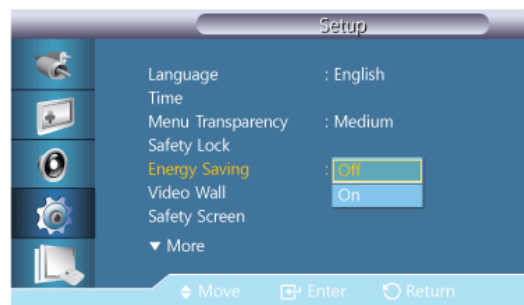 Setup
Language : English
Time
Menu Transparency : Medium
Safety Lock
Energy Saving : Off
On
Video Wall
Safety Screen
▼ More
Move Enter Return